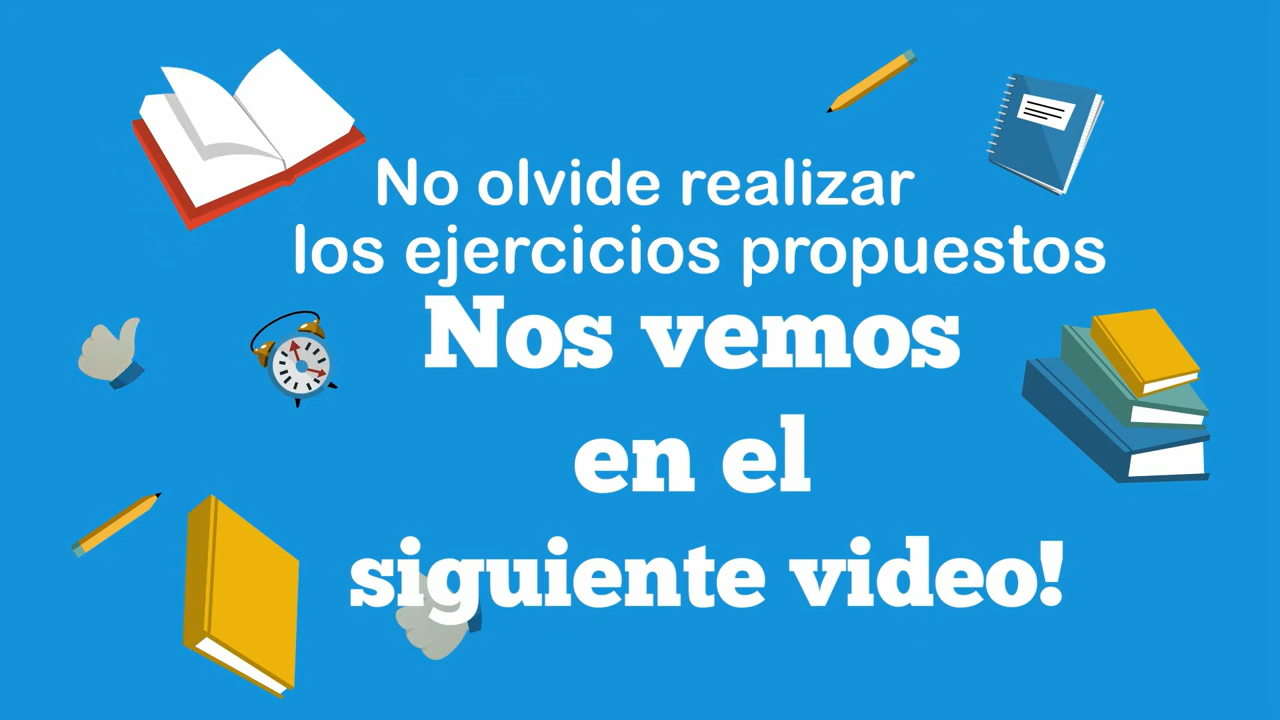 No olvide realizar
los ejercicios propuestos
Nos vemos
en el
siguiente video!